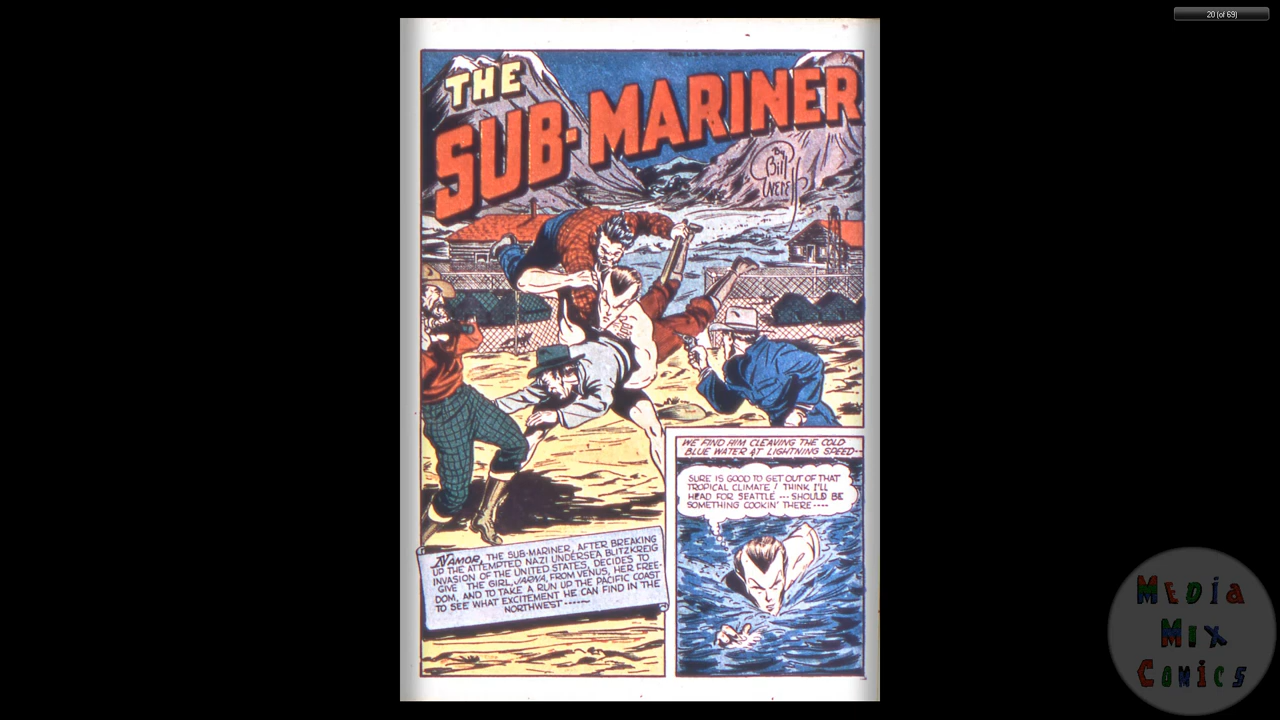 20 (of 69)
THE
SUB-MARINER
By
Bill
NAMOR, THE SUB-MARINER, AFTER BREAKING
UP THE ATTEMPTED NAZI UNDERSEA BLITZKREIG
INVASION OF THE UNITED STATES, DECIDES TO
GIVE THE GIRL, FROM VENUS, HER FREE-
DOM, AND TO TAKE A RUN UP THE PACIFIC COAST
TO SEE WHAT EXCITEMENT HE CAN FIND IN THE
NORTHWEST ------
WE FIND HIM CLEAVING THE COLD
BLUE WATER AT LIGHTNING SPEED--
SURE IS GOOD TO GET OUT OF THAT
TROPICAL CLIMATE! THINK I'LL
HEAD FOR SEATTLE --- SHOULD BE
SOMETHING COOKIN' THERE ----
MEDiA
MiX
COMiCS